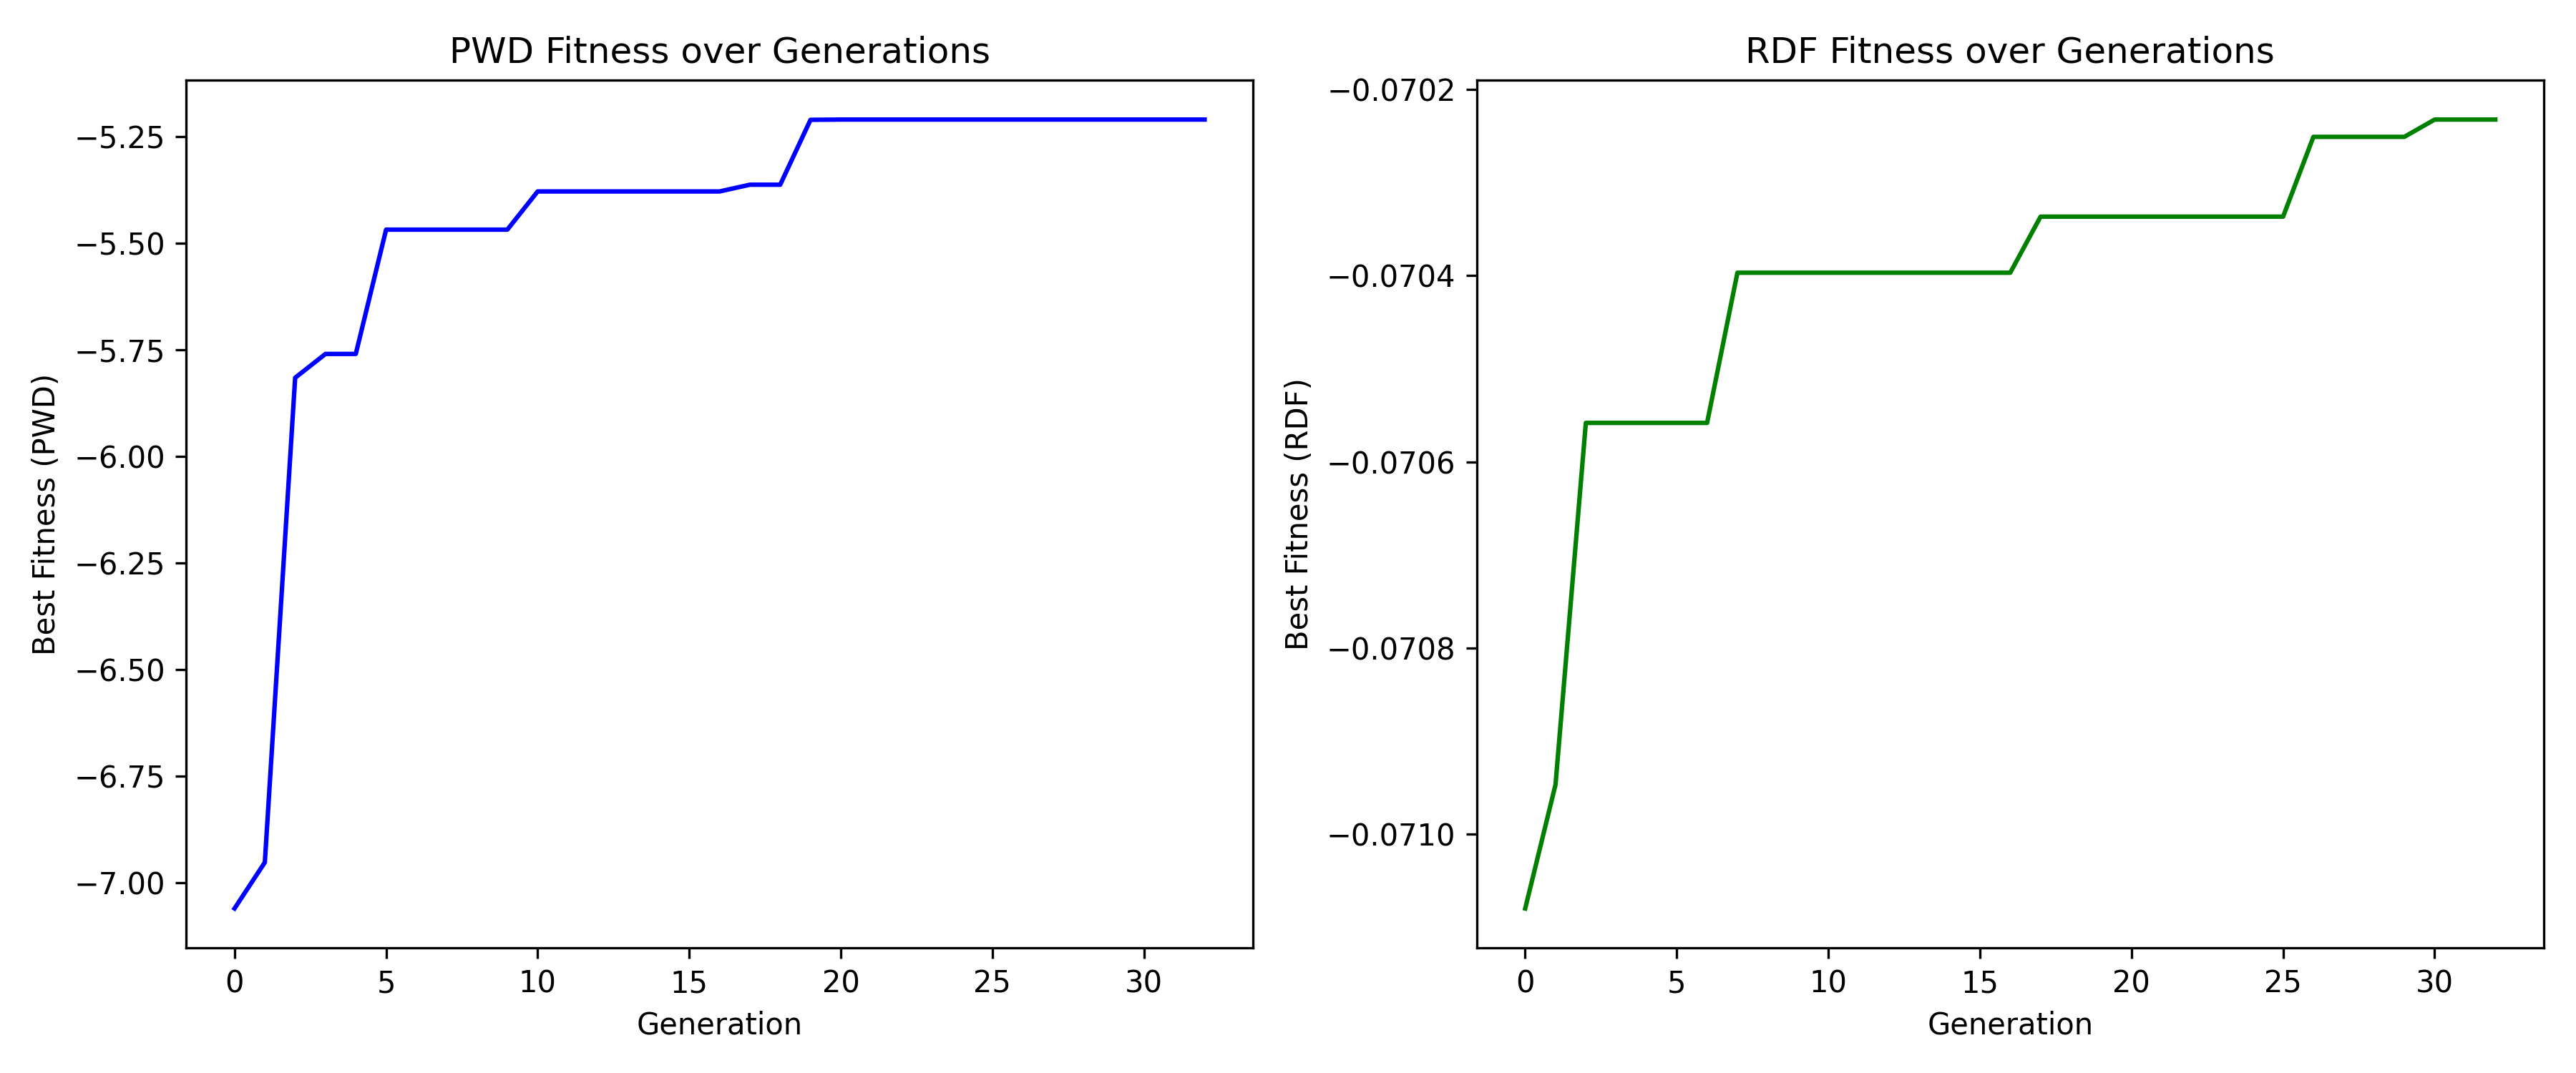 PWD Fitness over Generations
Best Fitness (PWD)
−5.25
−5.50
−5.75
−6.00
−6.25
−6.50
−6.75
−7.00
0 5 10 15 20 25 30
Generation
RDF Fitness over Generations
Best Fitness (RDF)
−0.0702
−0.0704
−0.0706
−0.0708
−0.0710
0 5 10 15 20 25 30
Generation